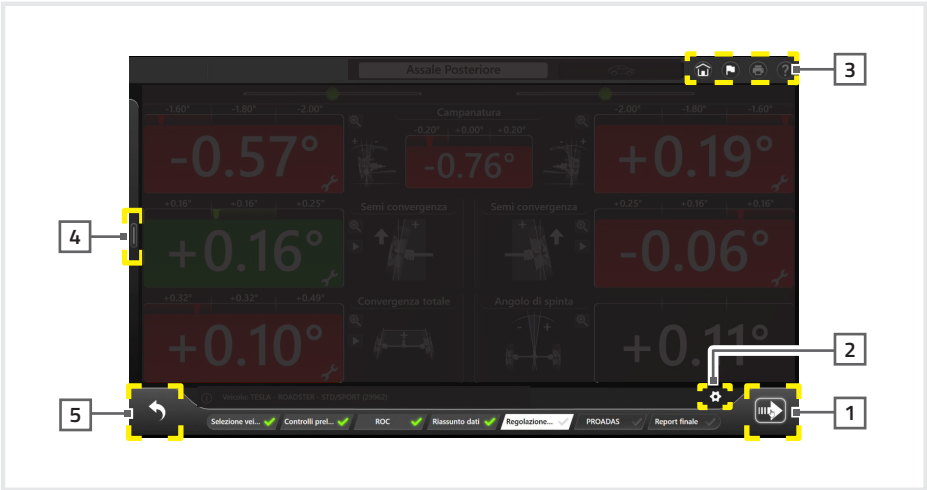 Assale Posteriore
3
-1.60° -1.80° -2.00°
Campanatura
-2.00° -1.80° -1.60°
-0.20° +0.00° +0.20°
-0.57°
-0.76°
+0.19°
+0.16° +0.16° +0.25°
Semi convergenza
Semi convergenza
+0.25° +0.16° +0.16°
4
+0.16°
-0.06°
+0.32° +0.32° +0.49°
Convergenza totale
Angolo di spinta
+0.10°
+0.11°
2
Veicolo: TESLA - ROADSTER - STD/SPORT (29962)
5
1
Selezione vei... Controlli prel... ROC Riassunto dati Regolazione... PROADAS Report finale